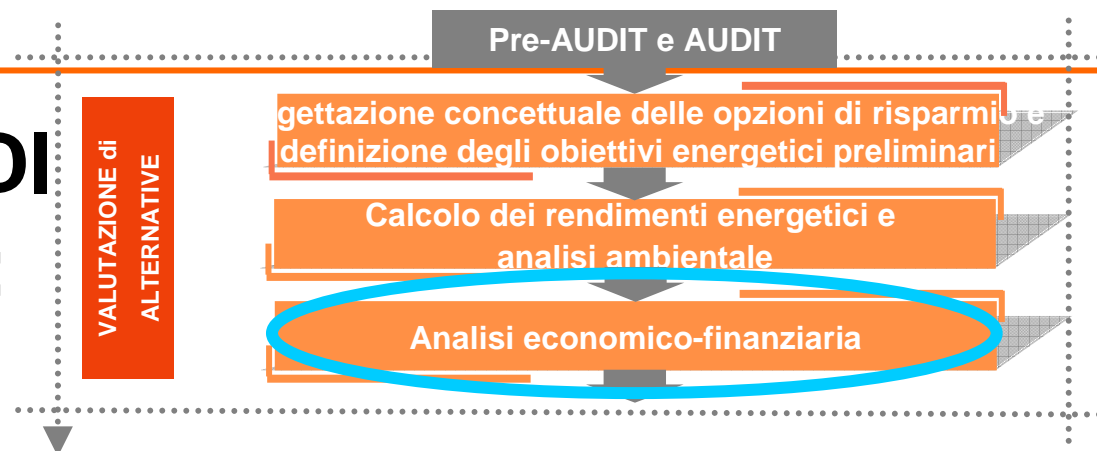 Pre-AUDIT e AUDIT
gettazione concettuale delle opzioni di risparmio e
definizione degli obiettivi energetici preliminari
DI
VALUTAZIONE di
ALTERNATIVE
Calcolo dei rendimenti energetici e
analisi ambientale
Analisi economico-finanziaria